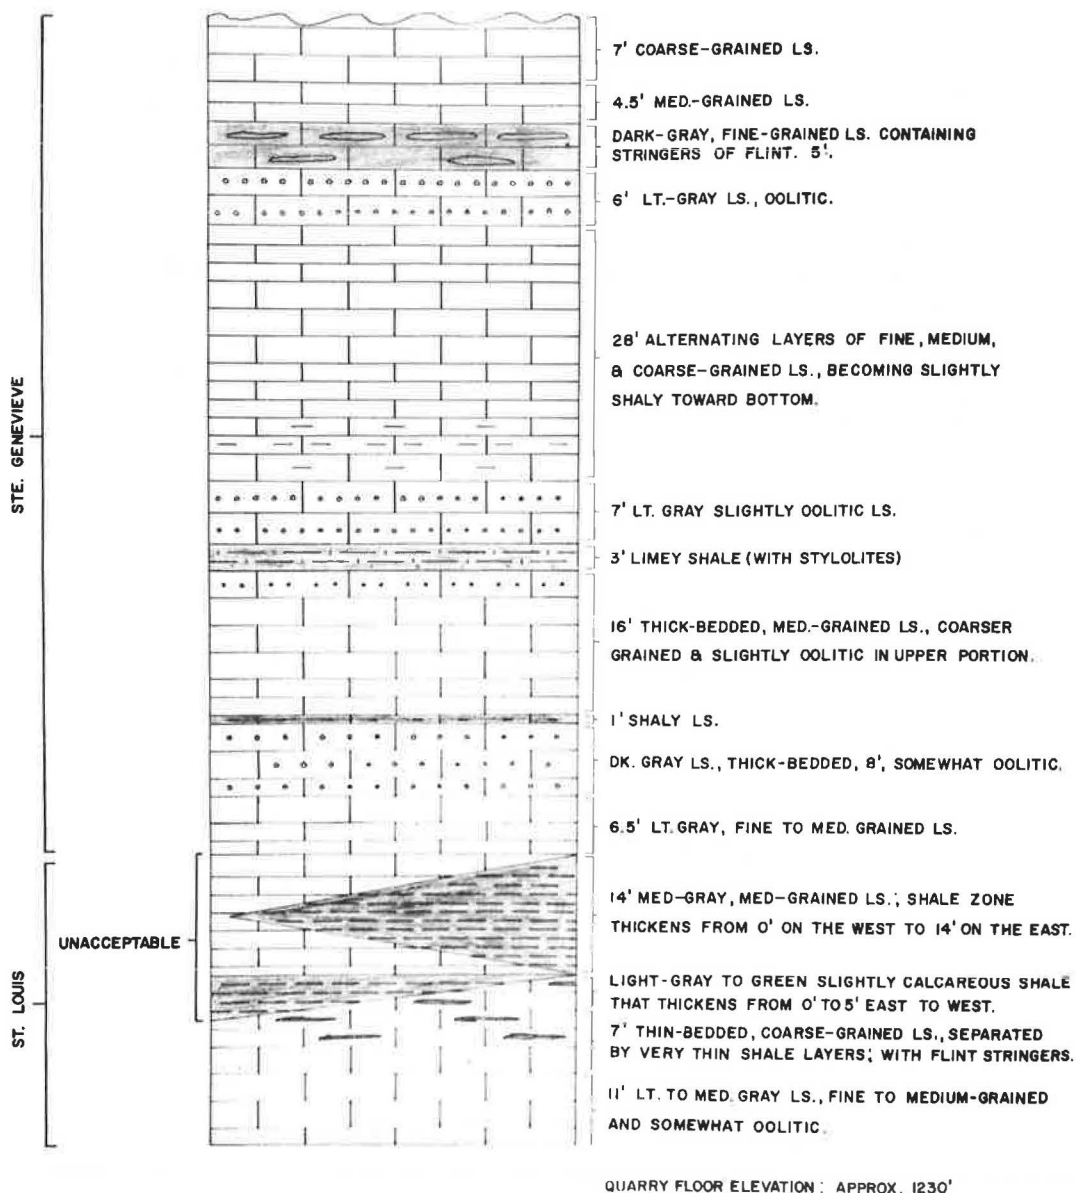 7' COARSE-GRAINED LS.
4.5' MED.-GRAINED LS.
DARK-GRAY, FINE-GRAINED LS. CONTAINING
STRINGERS OF FLINT. 5'.
6' LT.-GRAY LS., OOLITIC.
28' ALTERNATING LAYERS OF FINE, MEDIUM,
& COARSE-GRAINED LS., BECOMING SLIGHTLY
SHALY TOWARD BOTTOM.
STE. GENEVIEVE
7' LT. GRAY SLIGHTLY OOLITIC LS.
3' LIMEY SHALE (WITH STYLOLITES)
16' THICK-BEDDED, MED.-GRAINED LS., COARSER
GRAINED & SLIGHTLY OOLITIC IN UPPER PORTION.
1' SHALY LS.
DK. GRAY LS., THICK-BEDDED, 8', SOMEWHAT OOLITIC.
6.5' LT. GRAY, FINE TO MED. GRAINED LS.
14' MED-GRAY, MED-GRAINED LS.; SHALE ZONE
THICKENS FROM 0' ON THE WEST TO 14' ON THE EAST.
UNACCEPTABLE
ST. LOUIS
LIGHT-GRAY TO GREEN SLIGHTLY CALCAREOUS SHALE
THAT THICKENS FROM 0' TO 5' EAST TO WEST.
7' THIN-BEDDED, COARSE-GRAINED LS., SEPARATED
BY VERY THIN SHALE LAYERS; WITH FLINT STRINGERS.
11' LT. TO MED. GRAY LS., FINE TO MEDIUM-GRAINED
AND SOMEWHAT OOLITIC.
QUARRY FLOOR ELEVATION: APPROX. 1230'